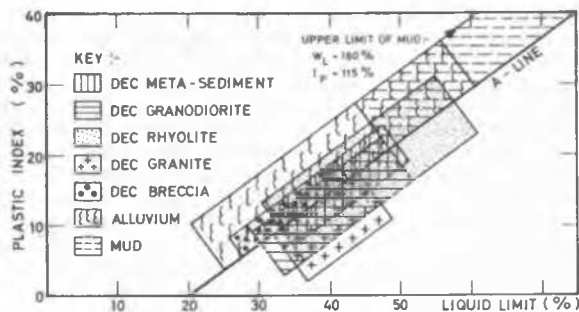 40
30
20
10
0
PLASTIC INDEX (%)
KEY :-
DEC META-SEDIMENT
DEC GRANODIORITE
DEC RHYOLITE
DEC GRANITE
DEC BRECCIA
ALLUVIUM
MUD
UPPER LIMIT OF MUD:-
WL = 180 %
IP = 115 %
A-LINE
10 20 30 40 50 LIQUID LIMIT (%)